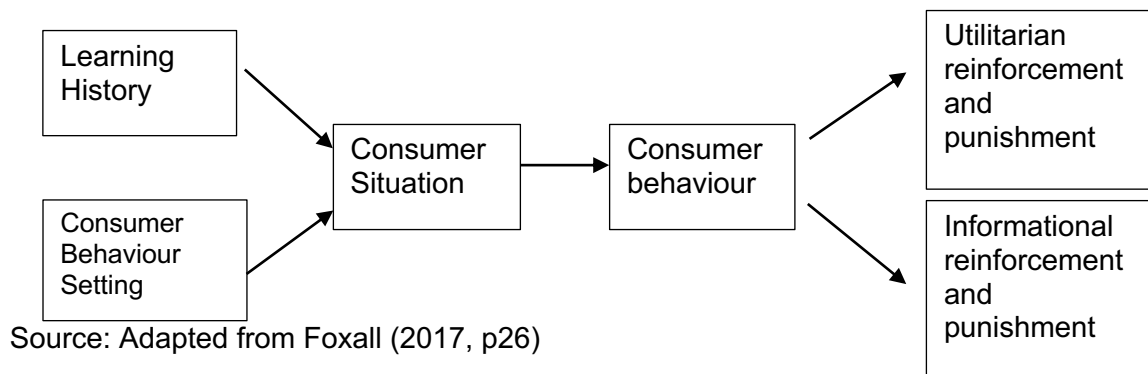 Learning
History
Consumer
Behaviour
Setting
Consumer
Situation
Consumer
behaviour
Utilitarian
reinforcement
and
punishment
Informational
reinforcement
and
punishment
Source: Adapted from Foxall (2017, p26)